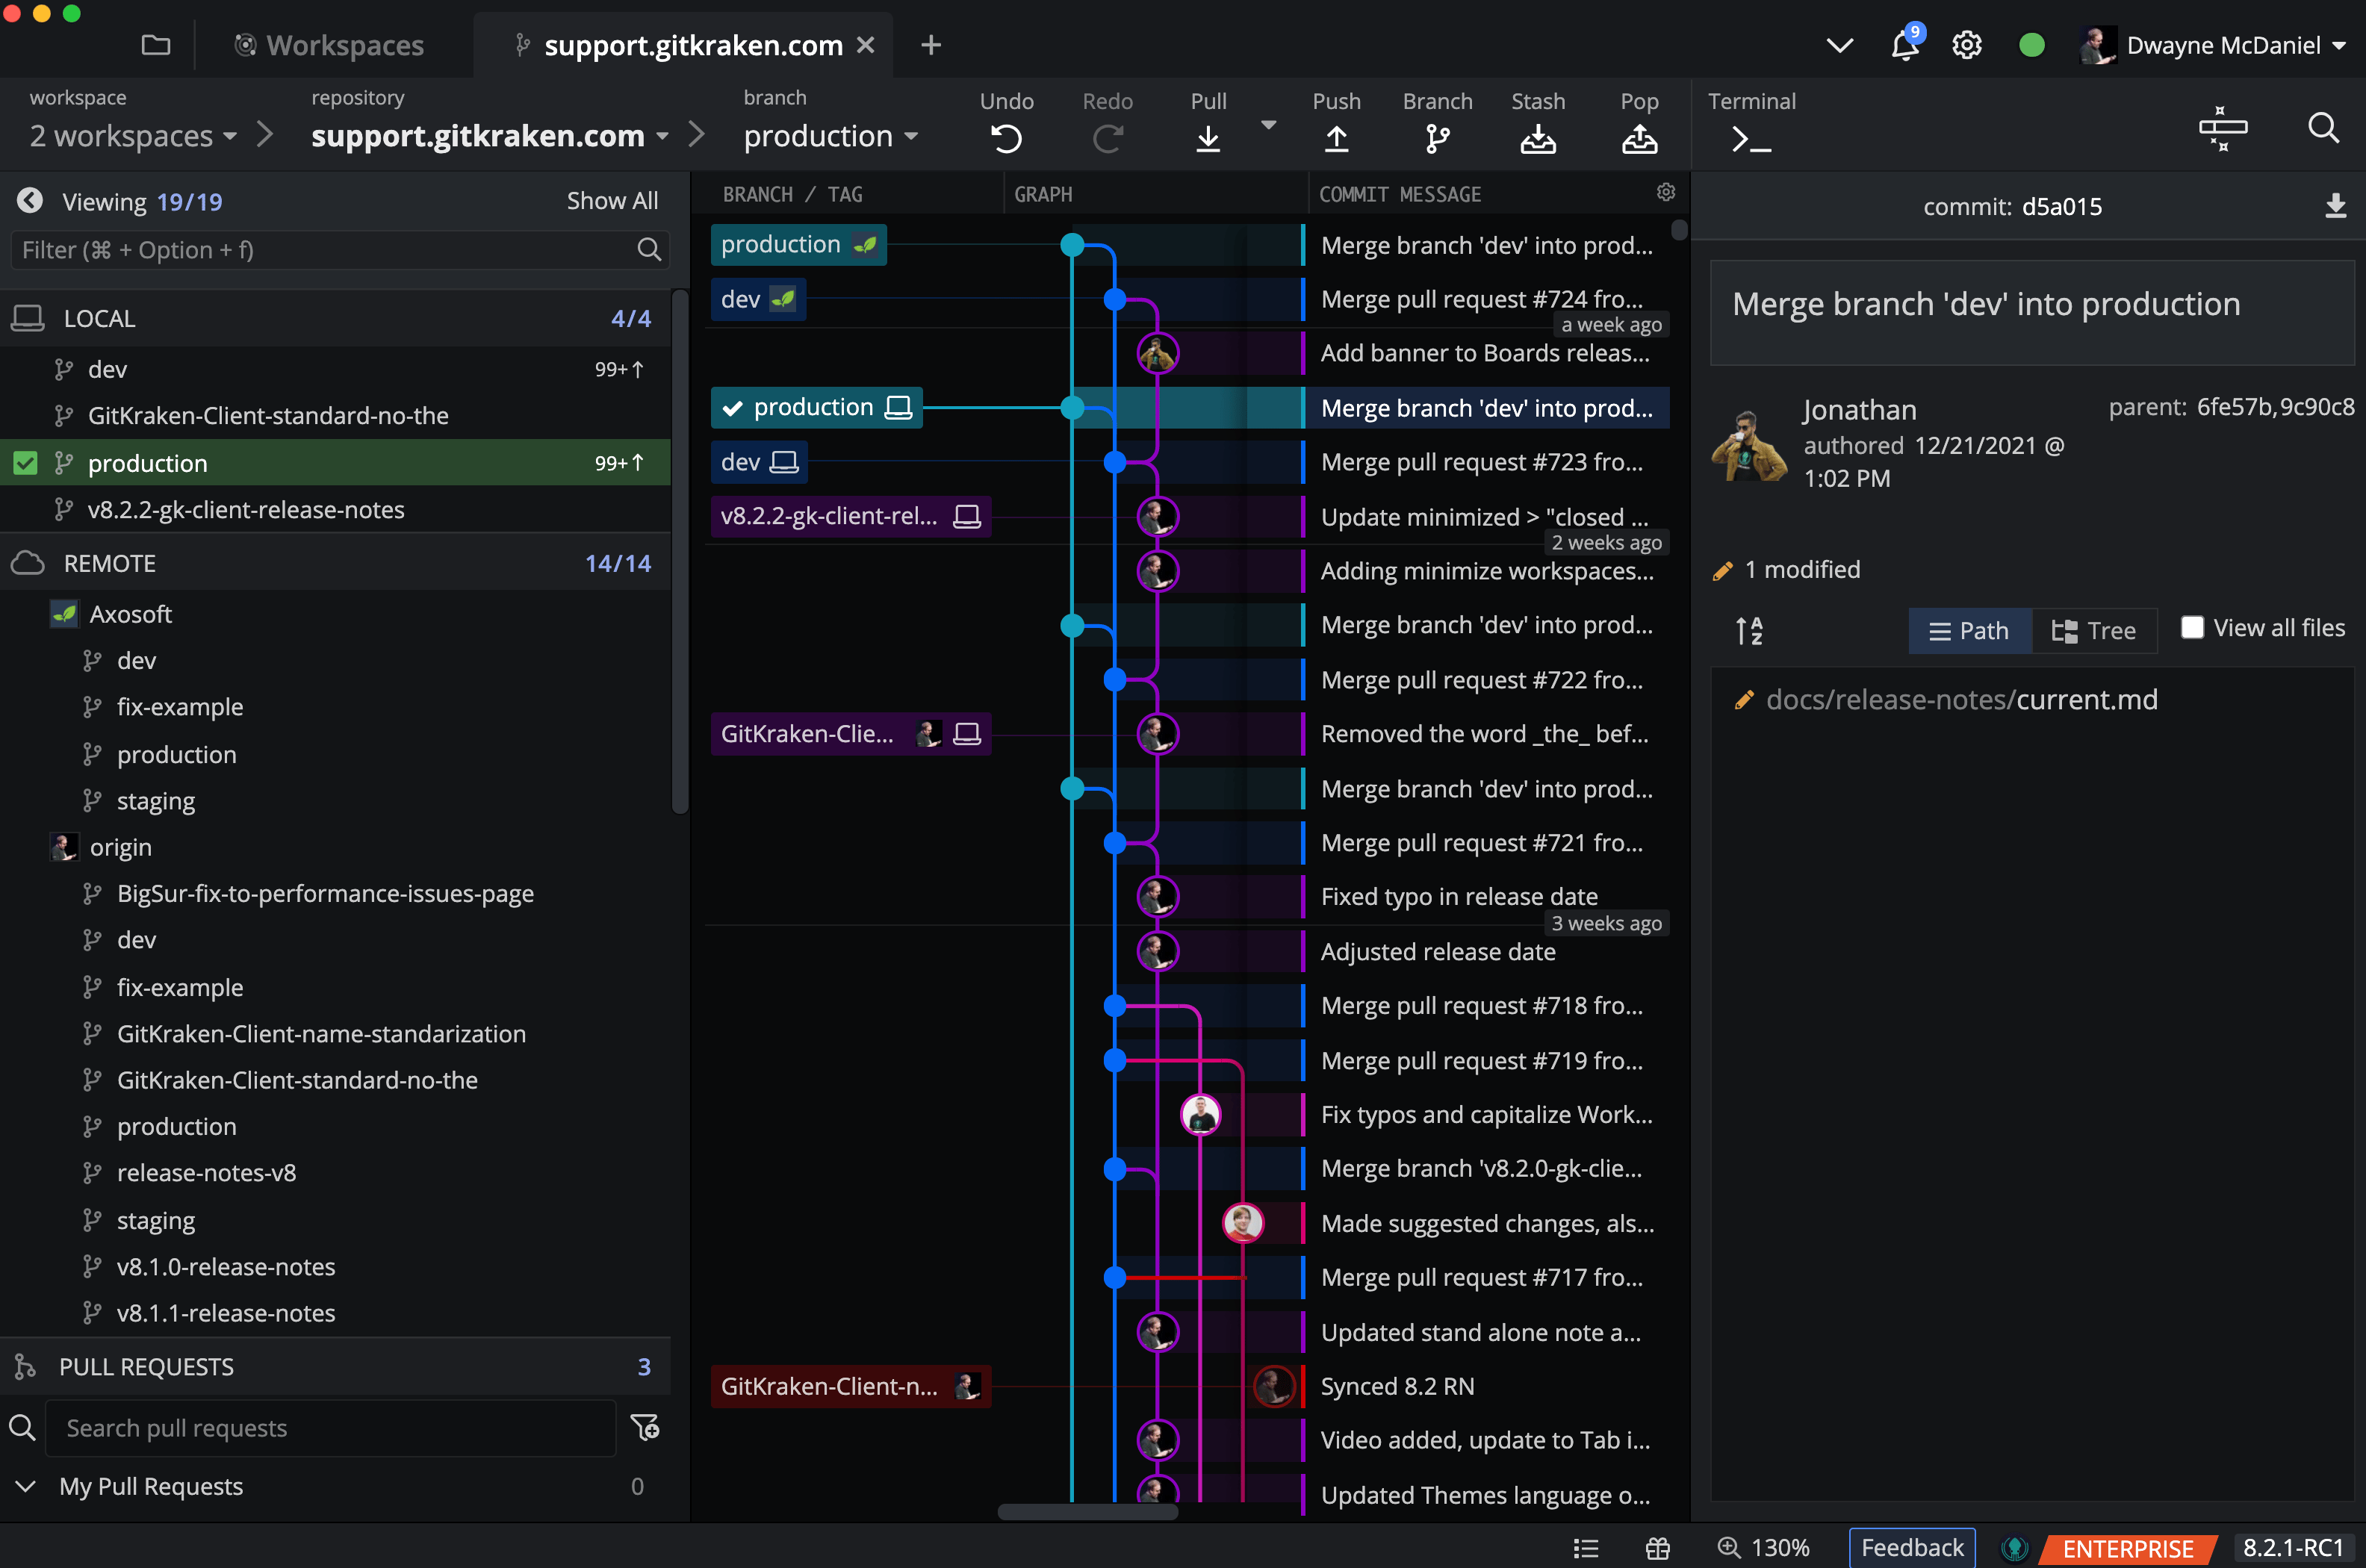 Workspaces
support.gitkraken.com
9
Dwayne McDaniel
workspace
2 workspaces
repository
support.gitkraken.com
branch
production
Undo
Redo
Pull
Push
Branch
Stash
Pop
Terminal
Viewing 19/19
Show All
Filter (⌘ + Option + f)
LOCAL 4/4
dev 99+↑
GitKraken-Client-standard-no-the
production 99+↑
v8.2.2-gk-client-release-notes
REMOTE 14/14
Axosoft
dev
fix-example
production
staging
origin
BigSur-fix-to-performance-issues-page
dev
fix-example
GitKraken-Client-name-standarization
GitKraken-Client-standard-no-the
production
release-notes-v8
staging
v8.1.0-release-notes
v8.1.1-release-notes
PULL REQUESTS 3
Search pull requests
My Pull Requests 0
BRANCH / TAG GRAPH COMMIT MESSAGE
production Merge branch 'dev' into prod...
dev Merge pull request #724 fro...
a week ago
Add banner to Boards releas...
production Merge branch 'dev' into prod...
dev Merge pull request #723 fro...
v8.2.2-gk-client-rel... Update minimized > "closed ...
2 weeks ago
Adding minimize workspaces...
Merge branch 'dev' into prod...
Merge pull request #722 fro...
GitKraken-Clie... Removed the word _the_ bef...
Merge branch 'dev' into prod...
Merge pull request #721 fro...
Fixed typo in release date
3 weeks ago
Adjusted release date
Merge pull request #718 fro...
Merge pull request #719 fro...
Fix typos and capitalize Work...
Merge branch 'v8.2.0-gk-clie...
Made suggested changes, als...
Merge pull request #717 fro...
Updated stand alone note a...
GitKraken-Client-n... Synced 8.2 RN
Video added, update to Tab i...
Updated Themes language o...
commit: d5a015
Merge branch 'dev' into production
Jonathan
authored 12/21/2021 @
1:02 PM
parent: 6fe57b,9c90c8
1 modified
A
Z
Path
Tree
View all files
docs/release-notes/current.md
130%
Feedback
ENTERPRISE
8.2.1-RC1